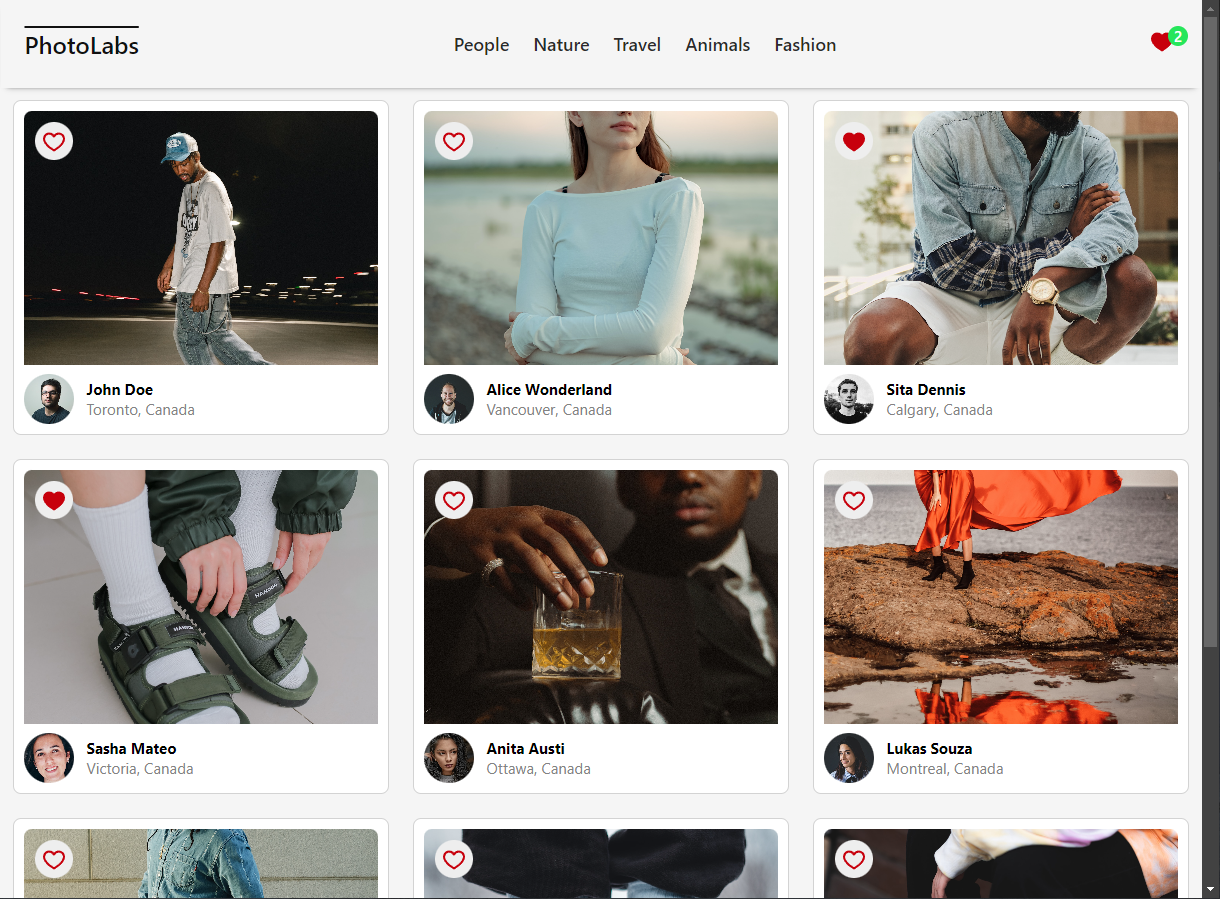 PhotoLabs
People Nature Travel Animals Fashion
2
John Doe
Toronto, Canada
Alice Wonderland
Vancouver, Canada
Sita Dennis
Calgary, Canada
Sasha Mateo
Victoria, Canada
Anita Austi
Ottawa, Canada
Lukas Souza
Montreal, Canada